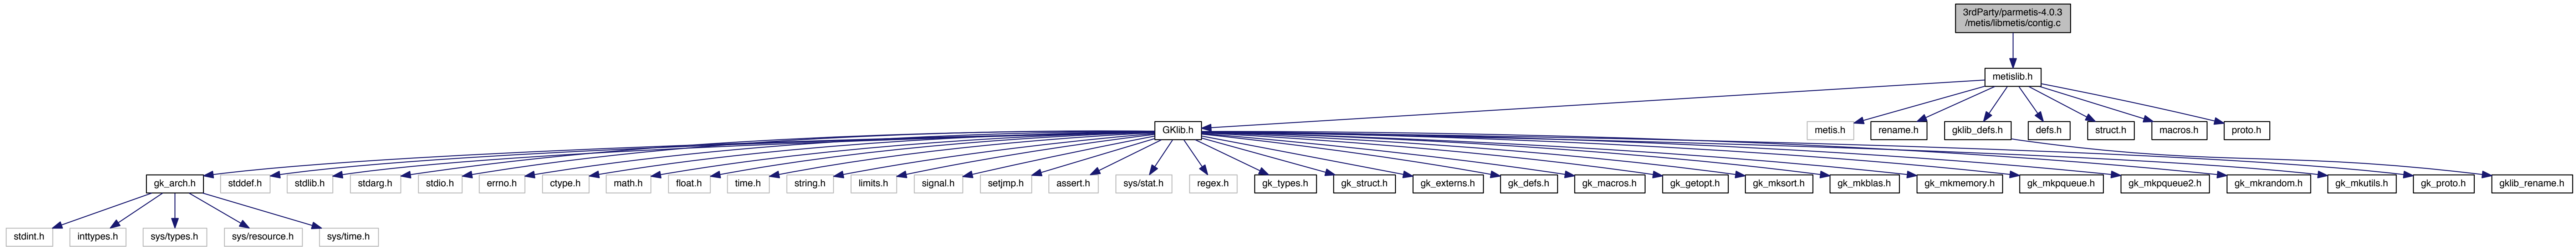 3rdParty/parmetis-4.0.3
/metis/libmetis/contig.c
metislib.h
GKlib.h
metis.h
rename.h
gklib_defs.h
defs.h
struct.h
macros.h
proto.h
gk_arch.h
stddef.h
stdlib.h
stdarg.h
stdio.h
errno.h
ctype.h
math.h
float.h
time.h
string.h
limits.h
signal.h
setjmp.h
assert.h
sys/stat.h
regex.h
gk_types.h
gk_struct.h
gk_externs.h
gk_defs.h
gk_macros.h
gk_getopt.h
gk_mksort.h
gk_mkblas.h
gk_mkmemory.h
gk_mkpqueue.h
gk_mkpqueue2.h
gk_mkrandom.h
gk_mkutils.h
gk_proto.h
gklib_rename.h
stdint.h
inttypes.h
sys/types.h
sys/resource.h
sys/time.h